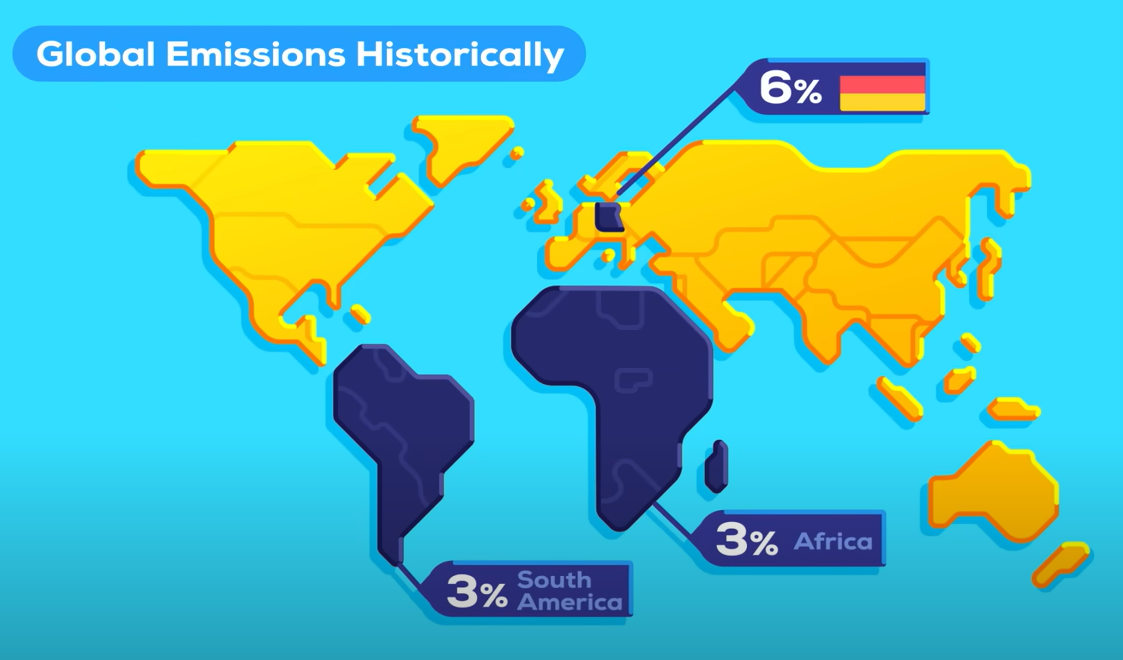 Global Emissions Historically
6%
3% Africa
3% South
America